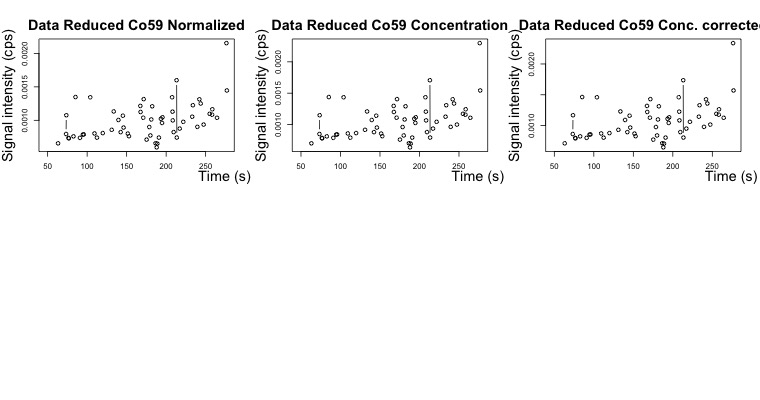 Data Reduced Co59 Normalized
Signal intensity (cps)
0.0020
0.0015
0.0010
50 100 150 200 250
Time (s)
Data Reduced Co59 Concentration
Signal intensity (cps)
0.0020
0.0015
0.0010
50 100 150 200 250
Time (s)
Data Reduced Co59 Conc. corrected
Signal intensity (cps)
0.0020
0.0010
50 100 150 200 250
Time (s)